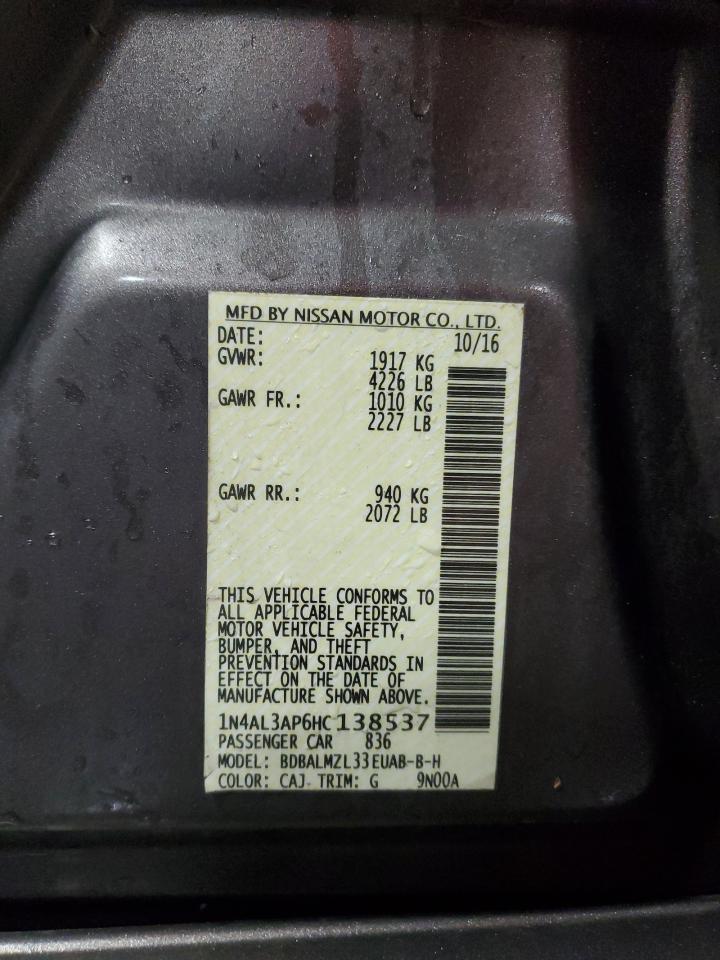 MFD BY NISSAN MOTOR CO., LTD.
DATE: 10/16
GVWR: 1917 KG
4226 LB
GAWR FR.: 1010 KG
2227 LB
GAWR RR.: 940 KG
2072 LB
THIS VEHICLE CONFORMS TO
ALL APPLICABLE FEDERAL
MOTOR VEHICLE SAFETY,
BUMPER, AND THEFT
PREVENTION STANDARDS IN
EFFECT ON THE DATE OF
MANUFACTURE SHOWN ABOVE.
1N4AL3AP6HC138537
PASSENGER CAR 836
MODEL: BDBALMZL33EUAB-B-H
COLOR: CAJ TRIM: G 9N00A